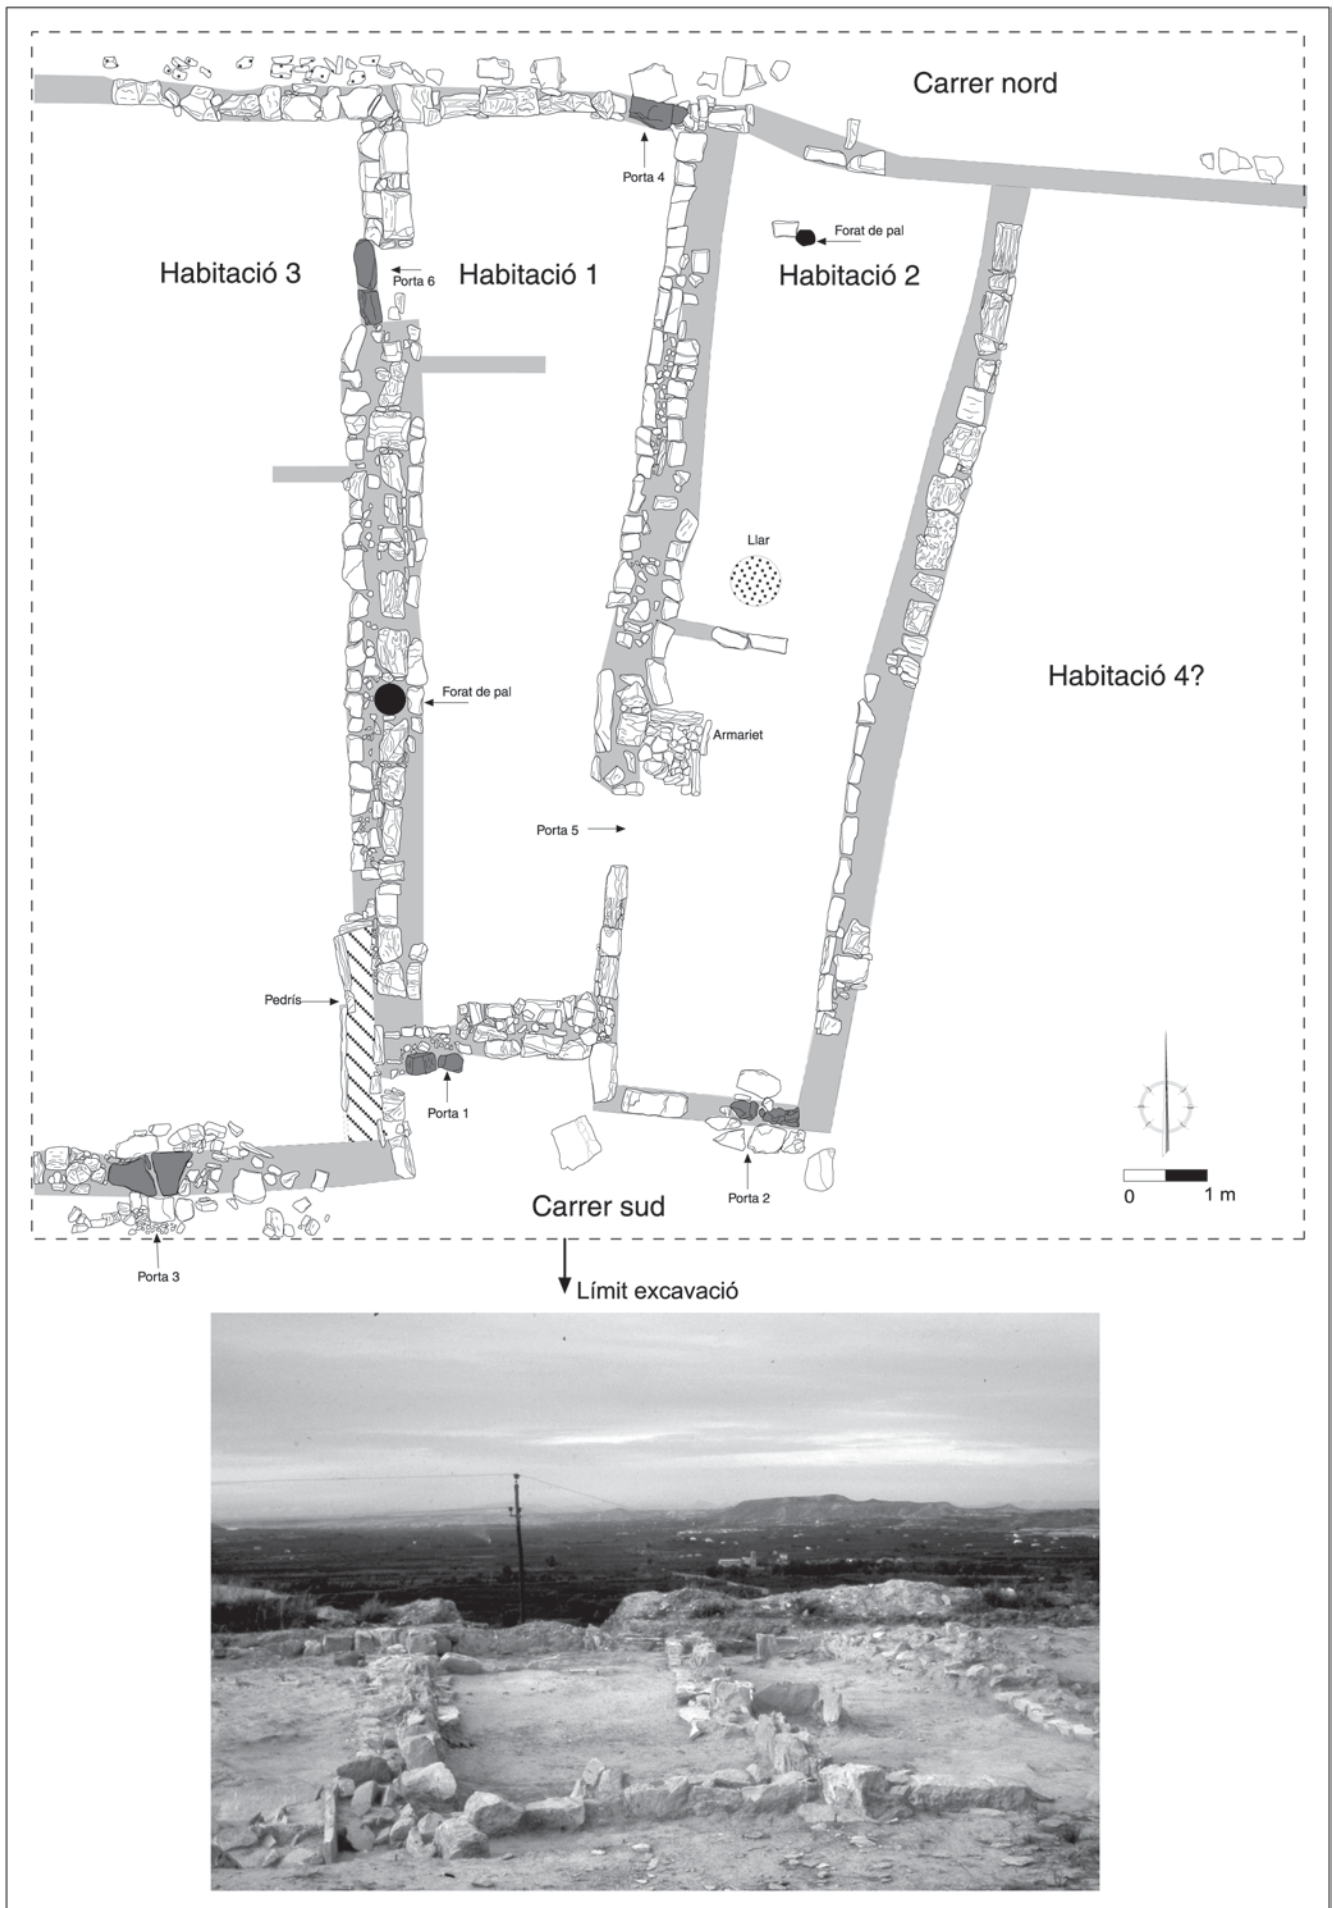 Carrer nord
Porta 4
Forat de pal
Habitació 3
Porta 6
Habitació 1
Habitació 2
Llar
Habitació 4?
Forat de pal
Armariet
Porta 5
Pedrís
Porta 1
Porta 2
Carrer sud
0 1 m
Porta 3
Límit excavació